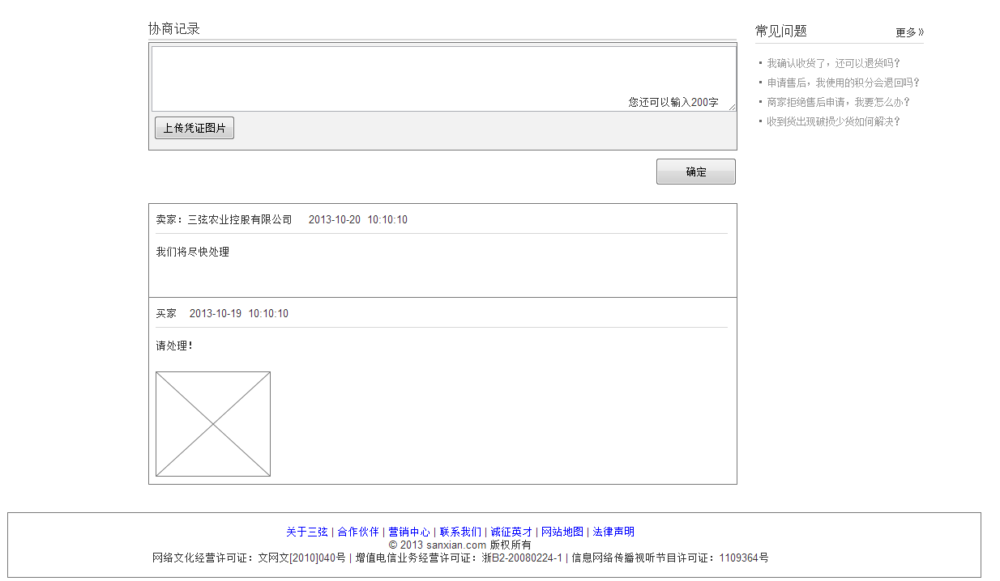 协商记录
您还可以输入200字
上传凭证图片
确定
卖家：三弦农业控股有限公司 2013-10-20 10:10:10
我们将尽快处理
买家 2013-10-19 10:10:10
请处理！
常见问题 更多》
• 我确认收货了，还可以退货吗？
• 申请售后，我使用的积分会退回吗？
• 商家拒绝售后申请，我要怎么办？
• 收到货出现破损少货如何解决？
关于三弦 | 合作伙伴 | 营销中心 | 联系我们 | 诚征英才 | 网站地图 | 法律声明
© 2013 sanxian.com 版权所有
网络文化经营许可证：文网文[2010]040号 | 增值电信业务经营许可证：浙B2-20080224-1 | 信息网络传播视听节目许可证：1109364号